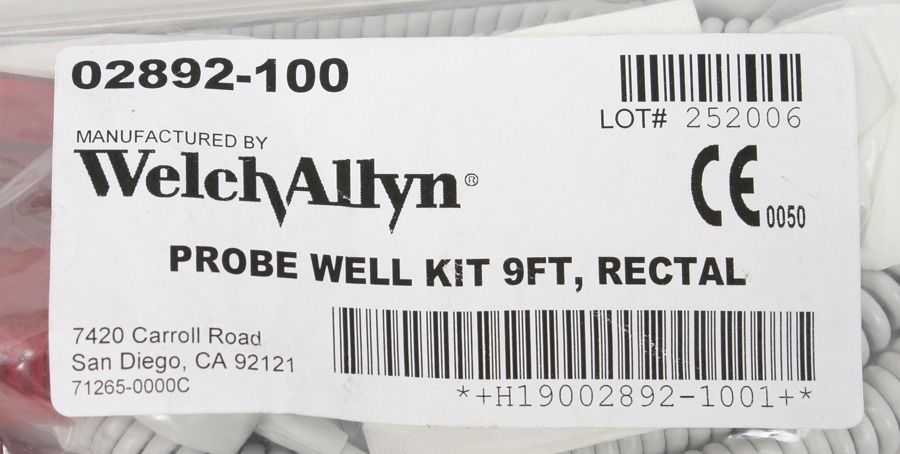 02892-100
LOT# 252006
MANUFACTURED BY
WelchAllyn®
CE 0050
PROBE WELL KIT 9FT, RECTAL
7420 Carroll Road
San Diego, CA 92121
71265-0000C
*+H19002892-1001+*